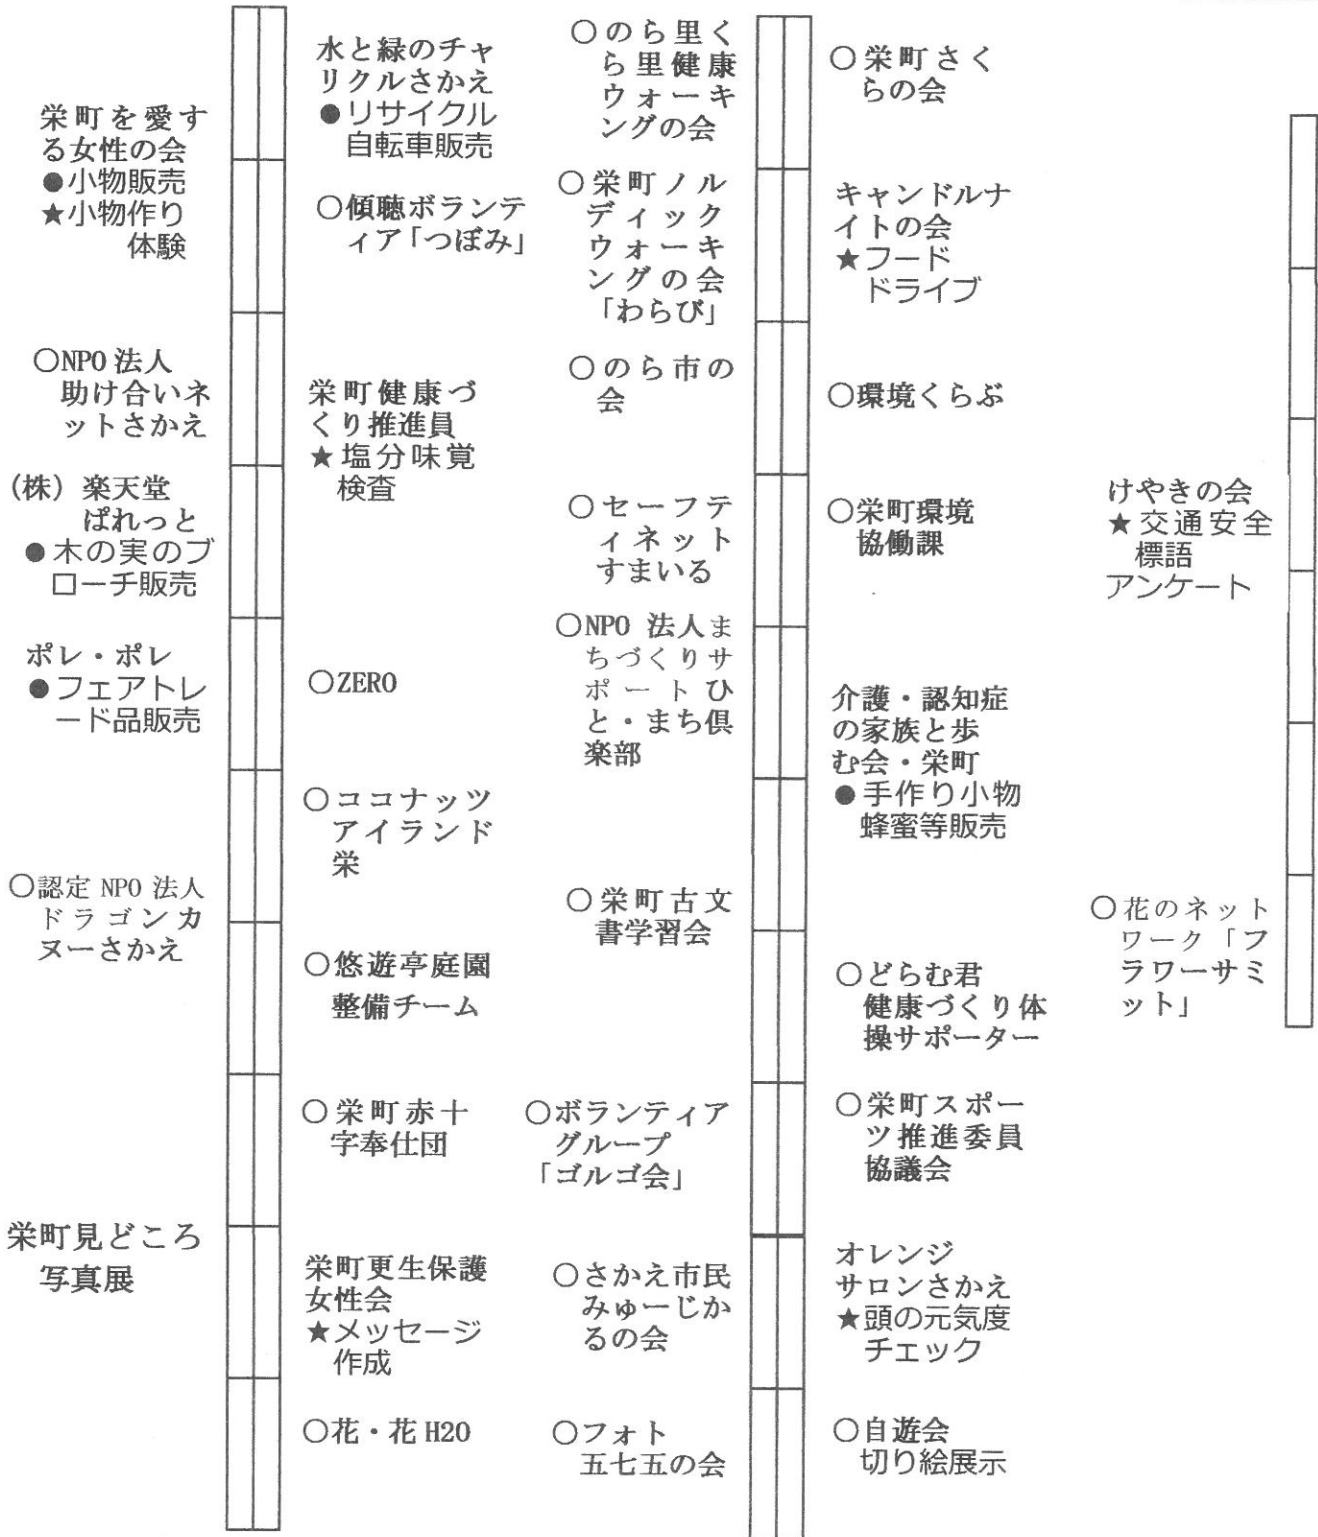 栄町を愛す
る女性の会
●小物販売
★小物作り
体験
○NPO法人
助け合いネ
ットさかえ
(株)楽天堂
ぱれっと
●木の実のブ
ローチ販売
ポレ・ポレ
●フェアトレ
ード品販売
○認定NPO法人
ドラゴンカ
ヌーさかえ
栄町見どころ
写真展
水と緑のチャ
リクルさかえ
●リサイクル
自転車販売
○傾聴ボランテ
ィア「つぼみ」
栄町健康づ
くり推進員
★塩分味覚
検査
○ZERO
○ココナッツ
アイランド
栄
○悠遊亭庭園
整備チーム
○栄町赤十
字奉仕団
栄町更生保護
女性会
★メッセージ
作成
○花・花H20
○のら里く
ら里健康
ウォーキ
ングの会
○栄町ノル
ディック
ウォーキ
ングの会
「わらび」
○のら市の
会
○セーフテ
ィネット
すまいる
○NPO 法人ま
ちづくりサ
ポートひ
と・まち倶
楽部
○栄町古文
書学習会
○ボランティア
グループ
「ゴルゴ会」
○さかえ市民
みゅーじか
るの会
○フォト
五七五の会
○栄町さく
らの会
キャンドルナ
イトの会
★フード
ドライブ
○環境くらぶ
○栄町環境
協働課
介護・認知症
の家族と歩
む会・栄町
●手作り小物
蜂蜜等販売
○どらむ君
健康づくり体
操サポーター
○栄町スポー
ツ推進委員
協議会
オレンジ
サロンさかえ
★頭の元気度
チェック
○自遊会
切り絵展示
けやきの会
★交通安全
標語
アンケート
○花のネット
ワーク「フ
ラワーサミ
ット」